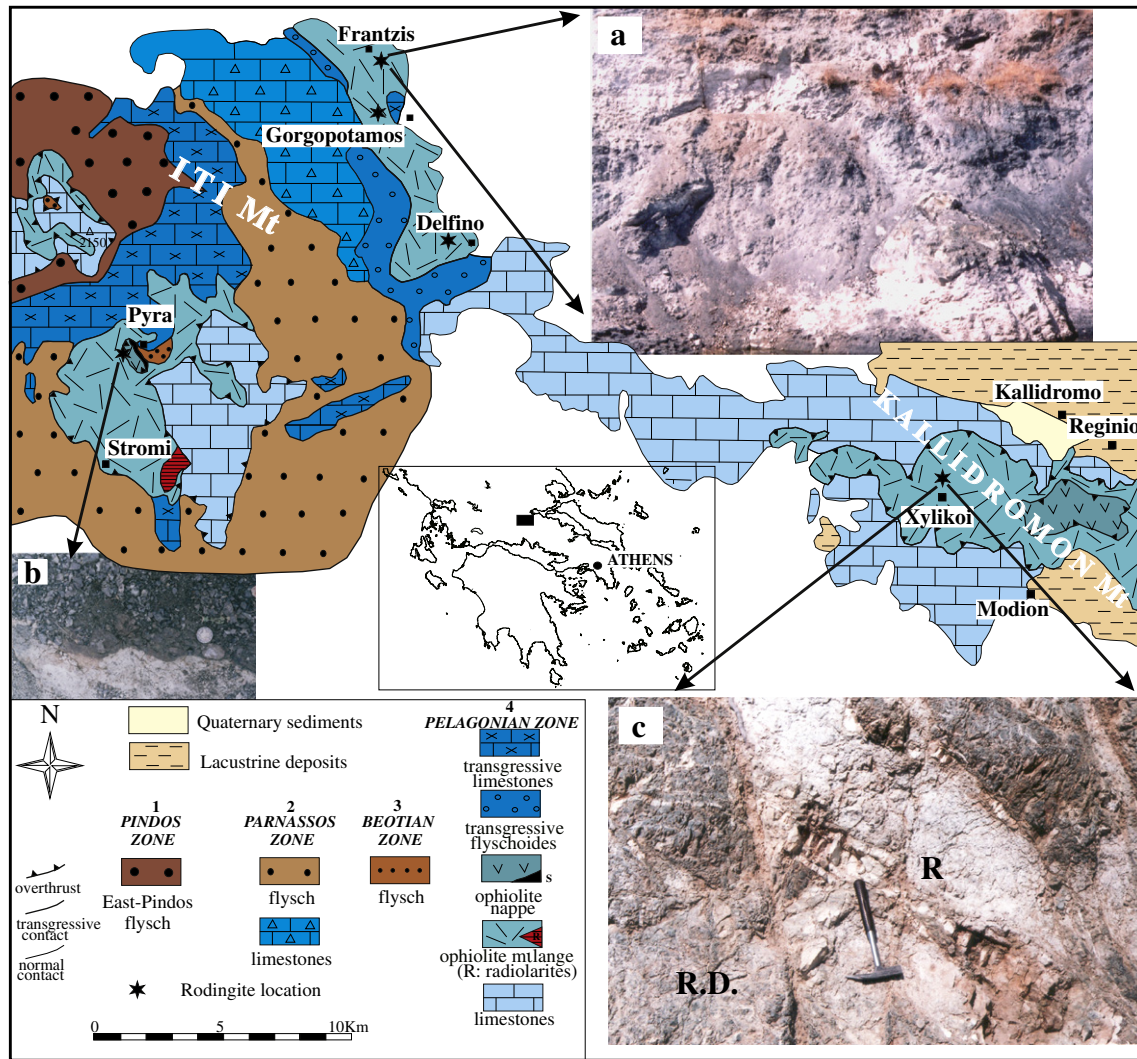 Frantzis
a
Gorgopotamos
ITI Mt
Delfino
2150
Pyra
Kallidromo
KALLIDROMON Mt
Reginio
Stromi
Xylikoi
ATHENS
b
Modion
N
Quaternary sediments
Lacustrine deposits
1
PINDOS
ZONE
East-Pindos
flysch
2
PARNASSOS
ZONE
flysch
limestones
3
BEOTIAN
ZONE
flysch
4
PELAGONIAN ZONE
transgressive
limestones
transgressive
flyschoides
s
ophiolite
nappe
R
ophiolite mtlange
(R: radiolarites)
limestones
overthrust
transgressive
contact
normal
contact
Rodingite location
0 5 10Km
c
R
R.D.